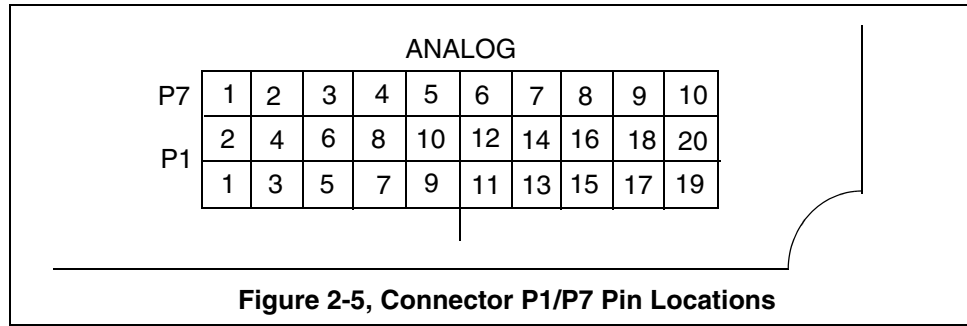 ANALOG
P7 1 2 3 4 5 6 7 8 9 10
P1 2 4 6 8 10 12 14 16 18 20
1 3 5 7 9 11 13 15 17 19
Figure 2-5, Connector P1/P7 Pin Locations